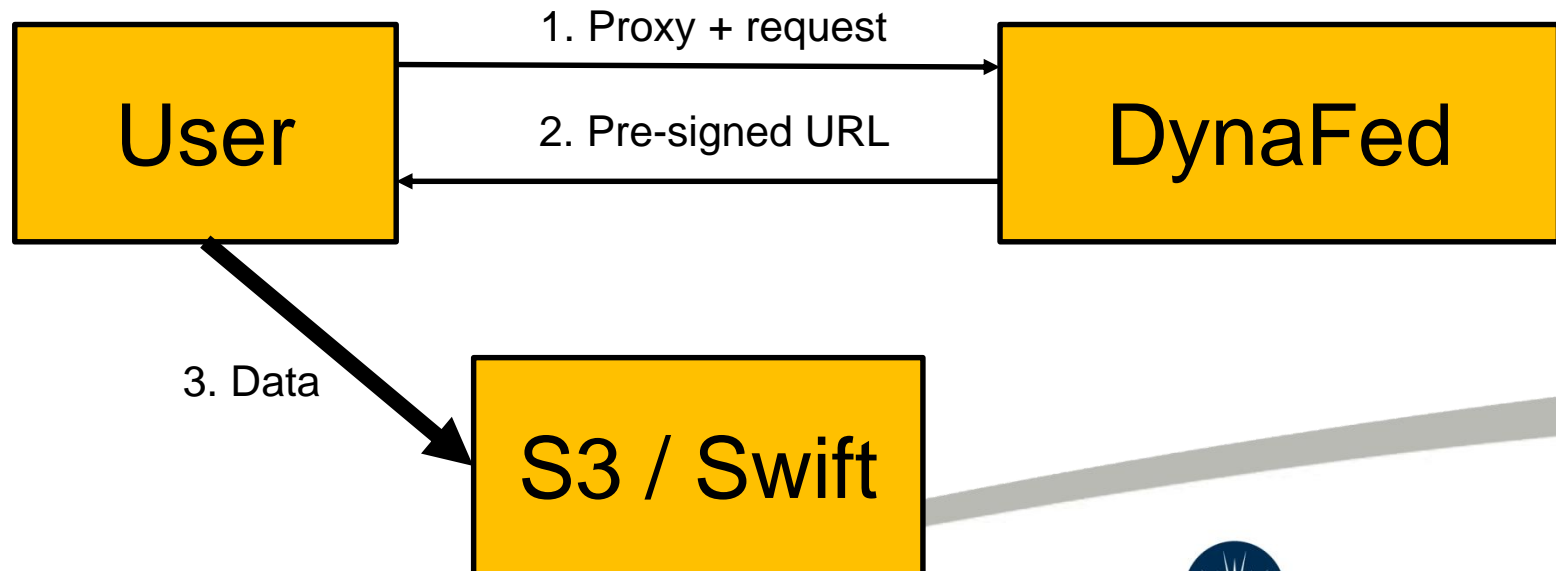 1. Proxy + request
User
2. Pre-signed URL
DynaFed
3. Data
S3 / Swift